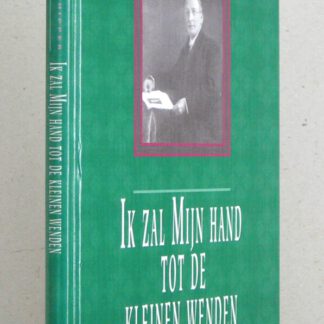 IK ZAL MIJN HAND TOT DE KLEINEN WENDEN
IK ZAL MIJN HAND
TOT DE
KLEINEN WENDEN